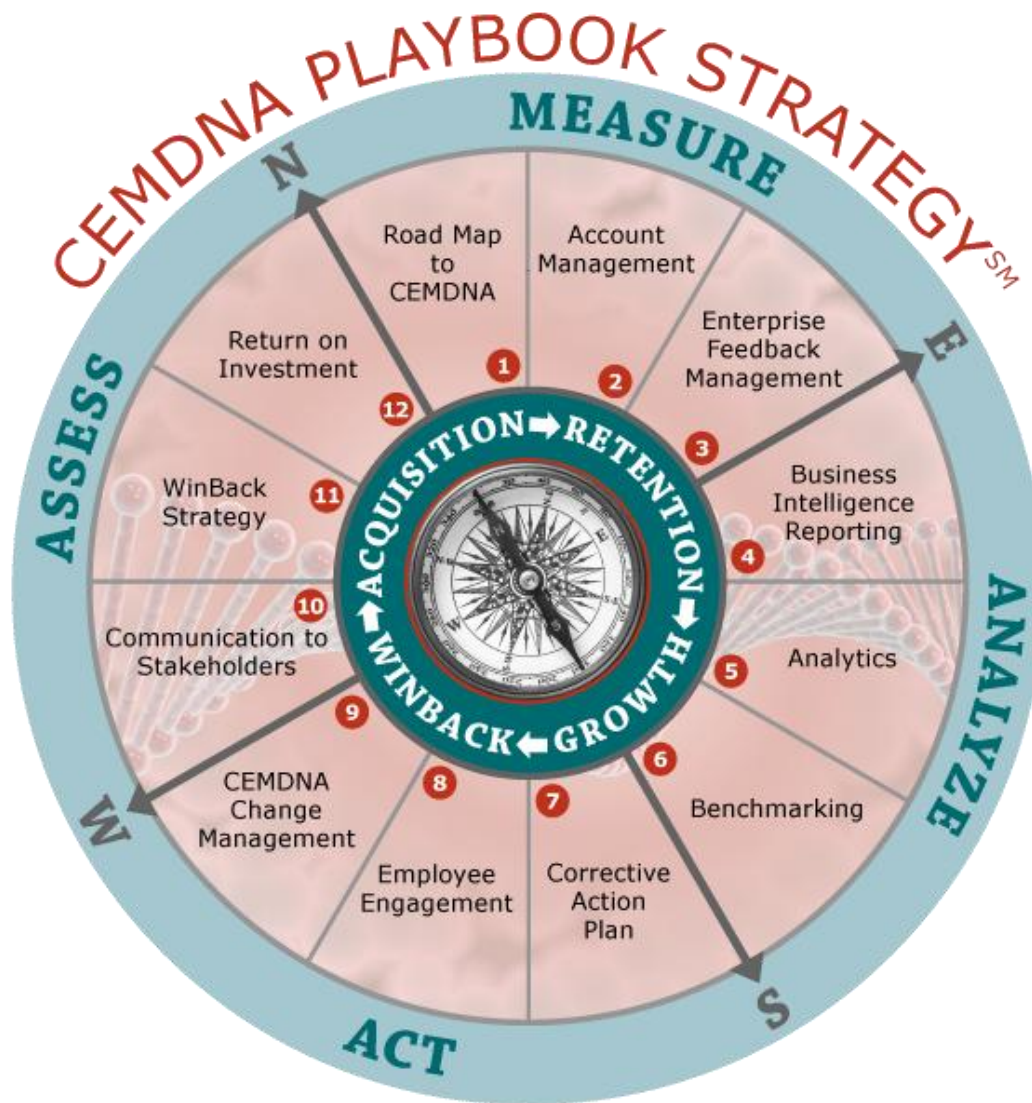 CEMDNA PLAYBOOK STRATEGY℠
MEASURE
ANALYZE
ACT
ASSESS
N
E
S
W
Road Map
to
CEMDNA
1
Account
Management
2
Enterprise
Feedback
Management
3
Business
Intelligence
Reporting
4
Analytics
5
Benchmarking
6
Corrective
Action
Plan
7
Employee
Engagement
8
CEMDNA
Change
Management
9
Communication to
Stakeholders
10
WinBack
Strategy
11
Return on
Investment
12
ACQUISITION
RETENTION
GROWTH
WINBACK